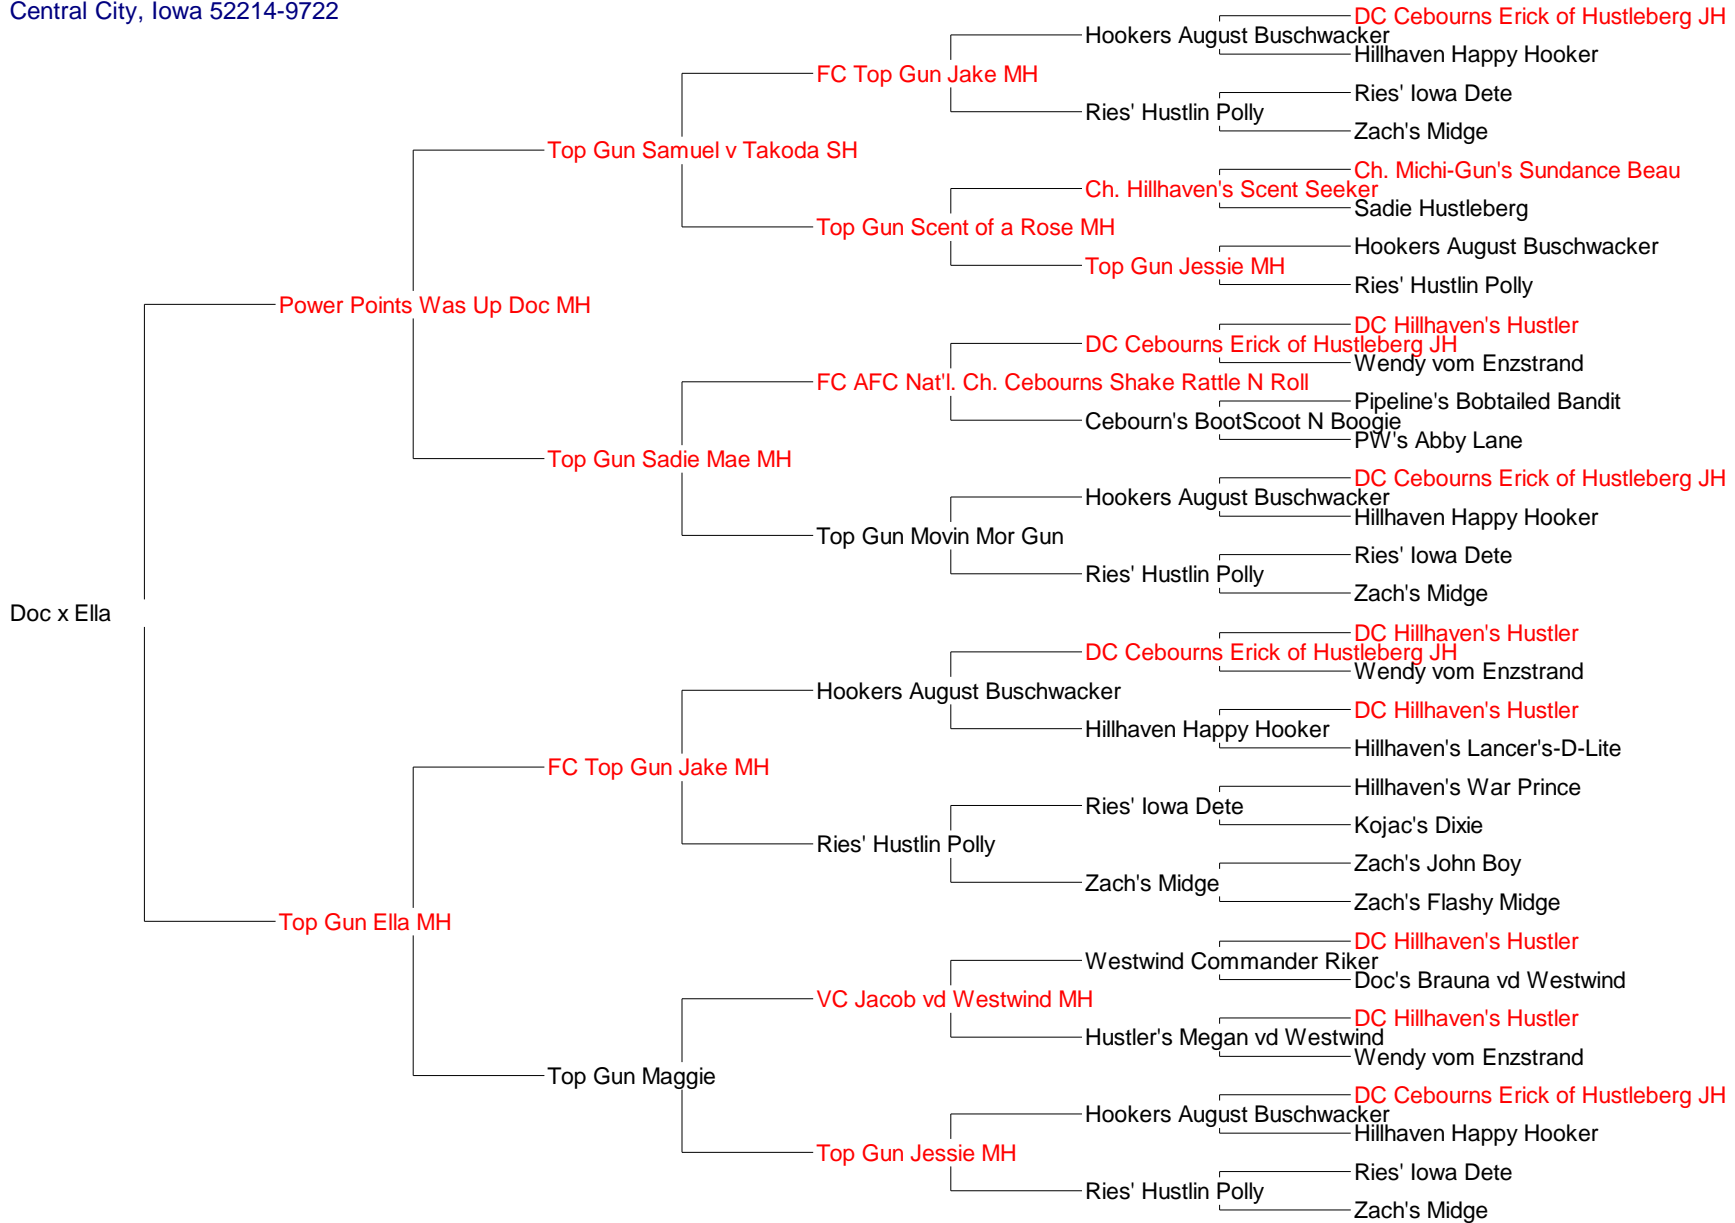 Central City, Iowa 52214-9722
DC Cebourns Erick of Hustleberg JH
Hookers August Buschwacker
Hillhaven Happy Hooker
FC Top Gun Jake MH
Ries' Iowa Dete
Ries' Hustlin Polly
Zach's Midge
Top Gun Samuel v Takoda SH
Ch. Michi-Gun's Sundance Beau
Ch. Hillhaven's Scent Seeker
Sadie Hustleberg
Top Gun Scent of a Rose MH
Hookers August Buschwacker
Top Gun Jessie MH
Ries' Hustlin Polly
Power Points Was Up Doc MH
DC Hillhaven's Hustler
DC Cebourns Erick of Hustleberg JH
Wendy vom Enzstrand
FC AFC Nat'l. Ch. Cebourns Shake Rattle N Roll
Pipeline's Bobtailed Bandit
Cebourn's BootScoot N Boogie
PW's Abby Lane
Top Gun Sadie Mae MH
DC Cebourns Erick of Hustleberg JH
Hookers August Buschwacker
Hillhaven Happy Hooker
Top Gun Movin Mor Gun
Ries' Iowa Dete
Ries' Hustlin Polly
Zach's Midge
Doc x Ella
DC Hillhaven's Hustler
DC Cebourns Erick of Hustleberg JH
Wendy vom Enzstrand
Hookers August Buschwacker
DC Hillhaven's Hustler
Hillhaven Happy Hooker
Hillhaven's Lancer's-D-Lite
FC Top Gun Jake MH
Hillhaven's War Prince
Ries' Iowa Dete
Kojac's Dixie
Ries' Hustlin Polly
Zach's John Boy
Zach's Midge
Zach's Flashy Midge
Top Gun Ella MH
DC Hillhaven's Hustler
Westwind Commander Riker
Doc's Brauna vd Westwind
VC Jacob vd Westwind MH
DC Hillhaven's Hustler
Hustler's Megan vd Westwind
Wendy vom Enzstrand
Top Gun Maggie
DC Cebourns Erick of Hustleberg JH
Hookers August Buschwacker
Hillhaven Happy Hooker
Top Gun Jessie MH
Ries' Iowa Dete
Ries' Hustlin Polly
Zach's Midge